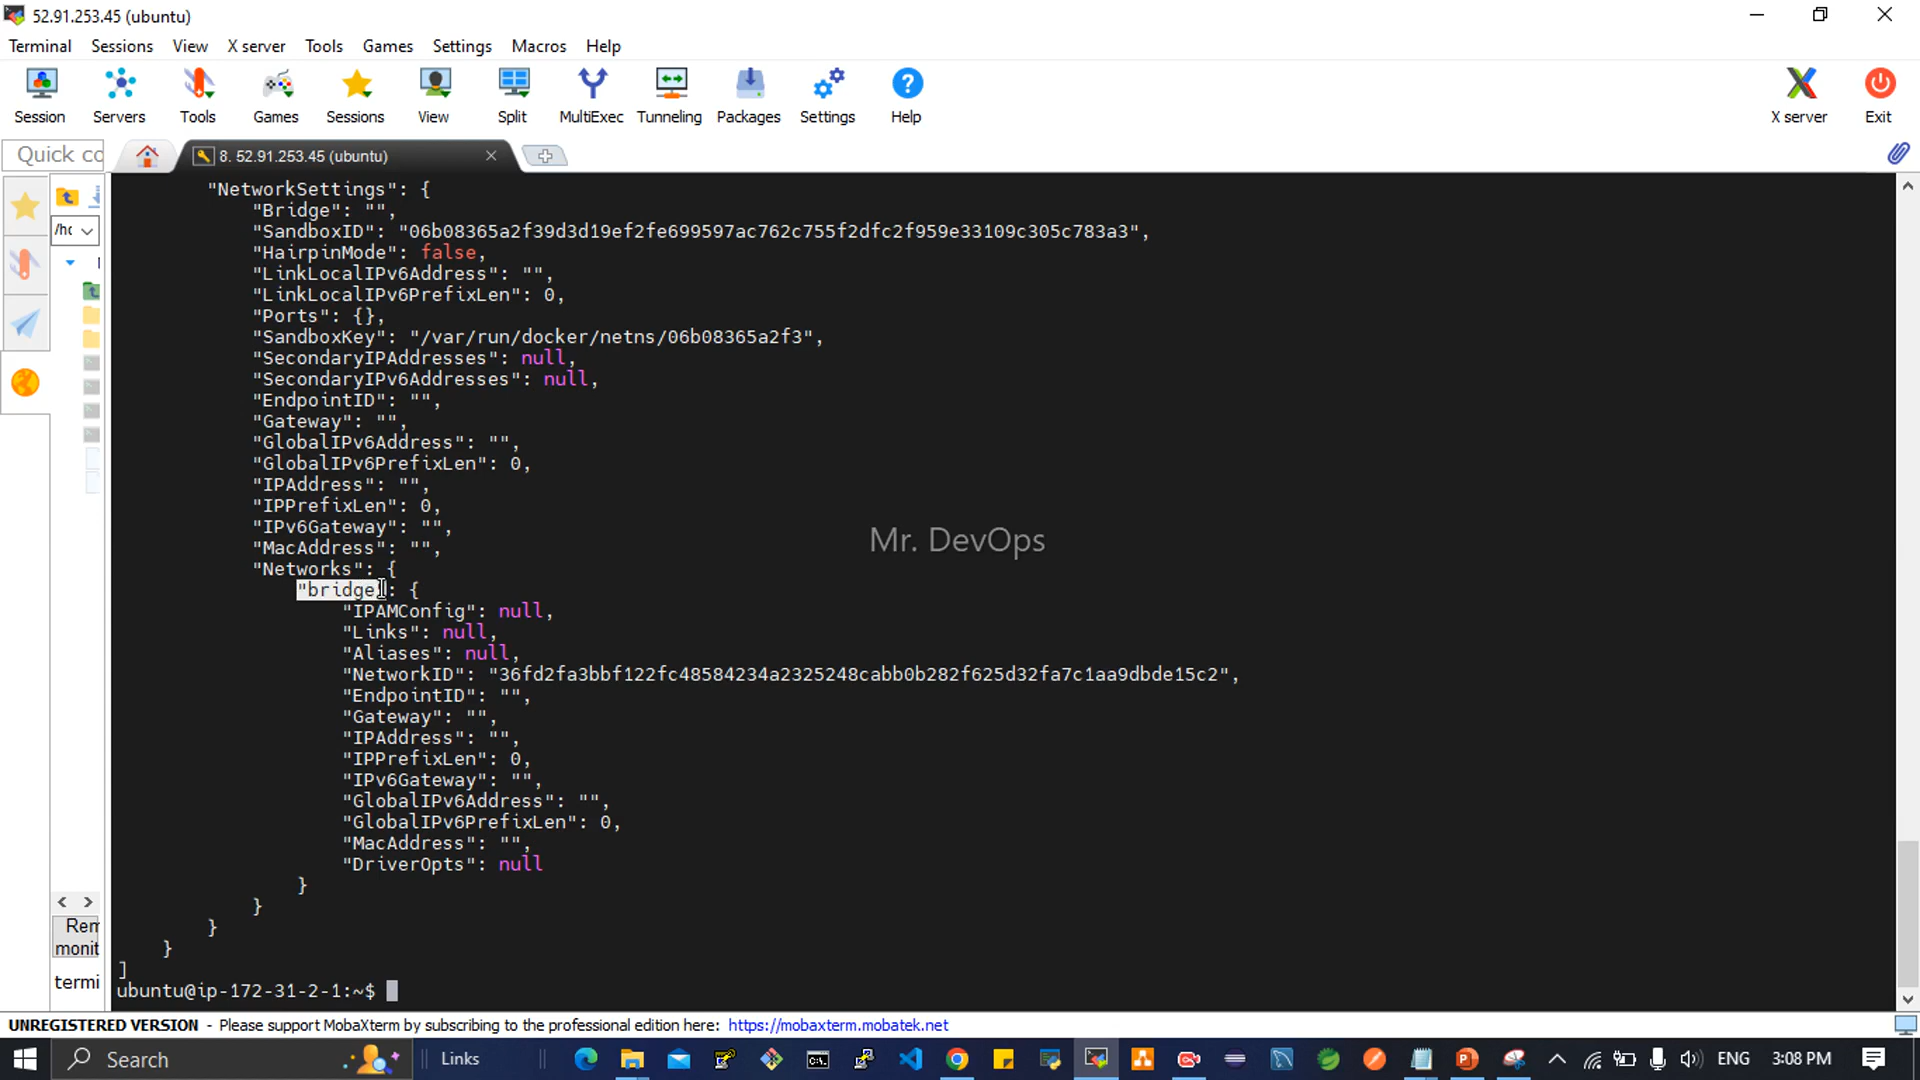 52.91.253.45 (ubuntu)
Terminal Sessions View X server Tools Games Settings Macros Help
Session Servers Tools Games Sessions View Split MultiExec Tunneling Packages Settings Help X server Exit
Quick co
8. 52.91.253.45 (ubuntu)
"NetworkSettings": {
"Bridge": "",
"SandboxID": "06b08365a2f39d3d19ef2fe699597ac762c755f2dfc2f959e33109c305c783a3",
"HairpinMode": false,
"LinkLocalIPv6Address": "",
"LinkLocalIPv6PrefixLen": 0,
"Ports": {},
"SandboxKey": "/var/run/docker/netns/06b08365a2f3",
"SecondaryIPAddresses": null,
"SecondaryIPv6Addresses": null,
"EndpointID": "",
"Gateway": "",
"GlobalIPv6Address": "",
"GlobalIPv6PrefixLen": 0,
"IPAddress": "",
"IPPrefixLen": 0,
"IPv6Gateway": "",
"MacAddress": "",
"Networks": {
"bridge": {
"IPAMConfig": null,
"Links": null,
"Aliases": null,
"NetworkID": "36fd2fa3bbf122fc48584234a2325248cabb0b282f625d32fa7c1aa9dbde15c2",
"EndpointID": "",
"Gateway": "",
"IPAddress": "",
"IPPrefixLen": 0,
"IPv6Gateway": "",
"GlobalIPv6Address": "",
"GlobalIPv6PrefixLen": 0,
"MacAddress": "",
"DriverOpts": null
}
}
}
}
]
ubuntu@ip-172-31-2-1:~$
Mr. DevOps
Rem
monit
termi
UNREGISTERED VERSION - Please support MobaXterm by subscribing to the professional edition here: https://mobaxterm.mobatek.net
Search Links ENG 3:08 PM